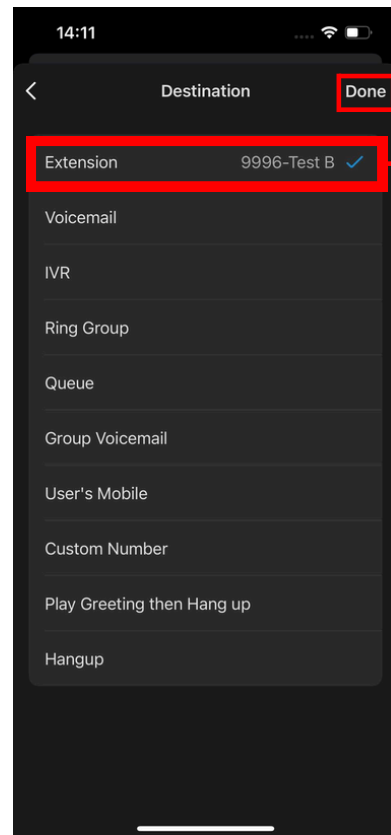 14:11
Destination Done
Extension 9996-Test B
Voicemail
IVR
Ring Group
Queue
Group Voicemail
User's Mobile
Custom Number
Play Greeting then Hang up
Hangup